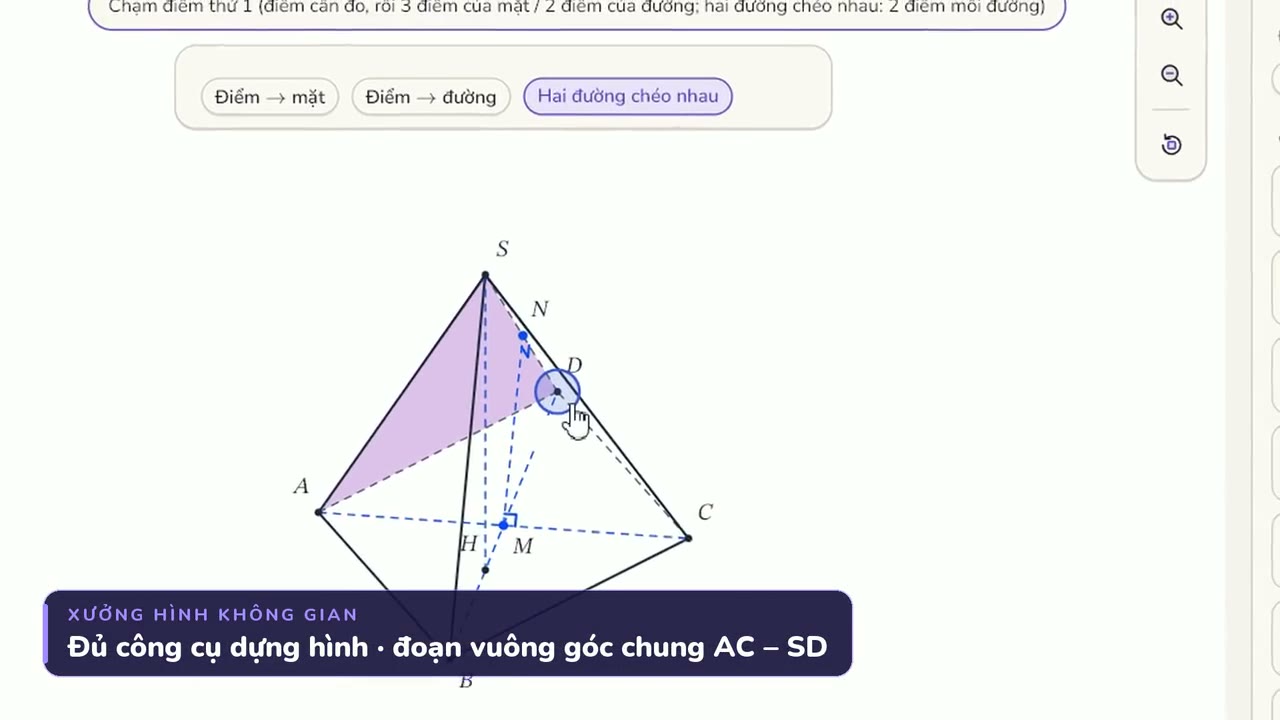 Chạm điểm thứ 1 (điểm cần đo, rồi 3 điểm của mặt / 2 điểm của đường; hai đường chéo nhau: 2 điểm mỗi đường)
Điểm → mặt
Điểm → đường
Hai đường chéo nhau
S
N
D
A
C
H
M
XƯỞNG HÌNH KHÔNG GIAN
Đủ công cụ dựng hình · đoạn vuông góc chung AC – SD
B